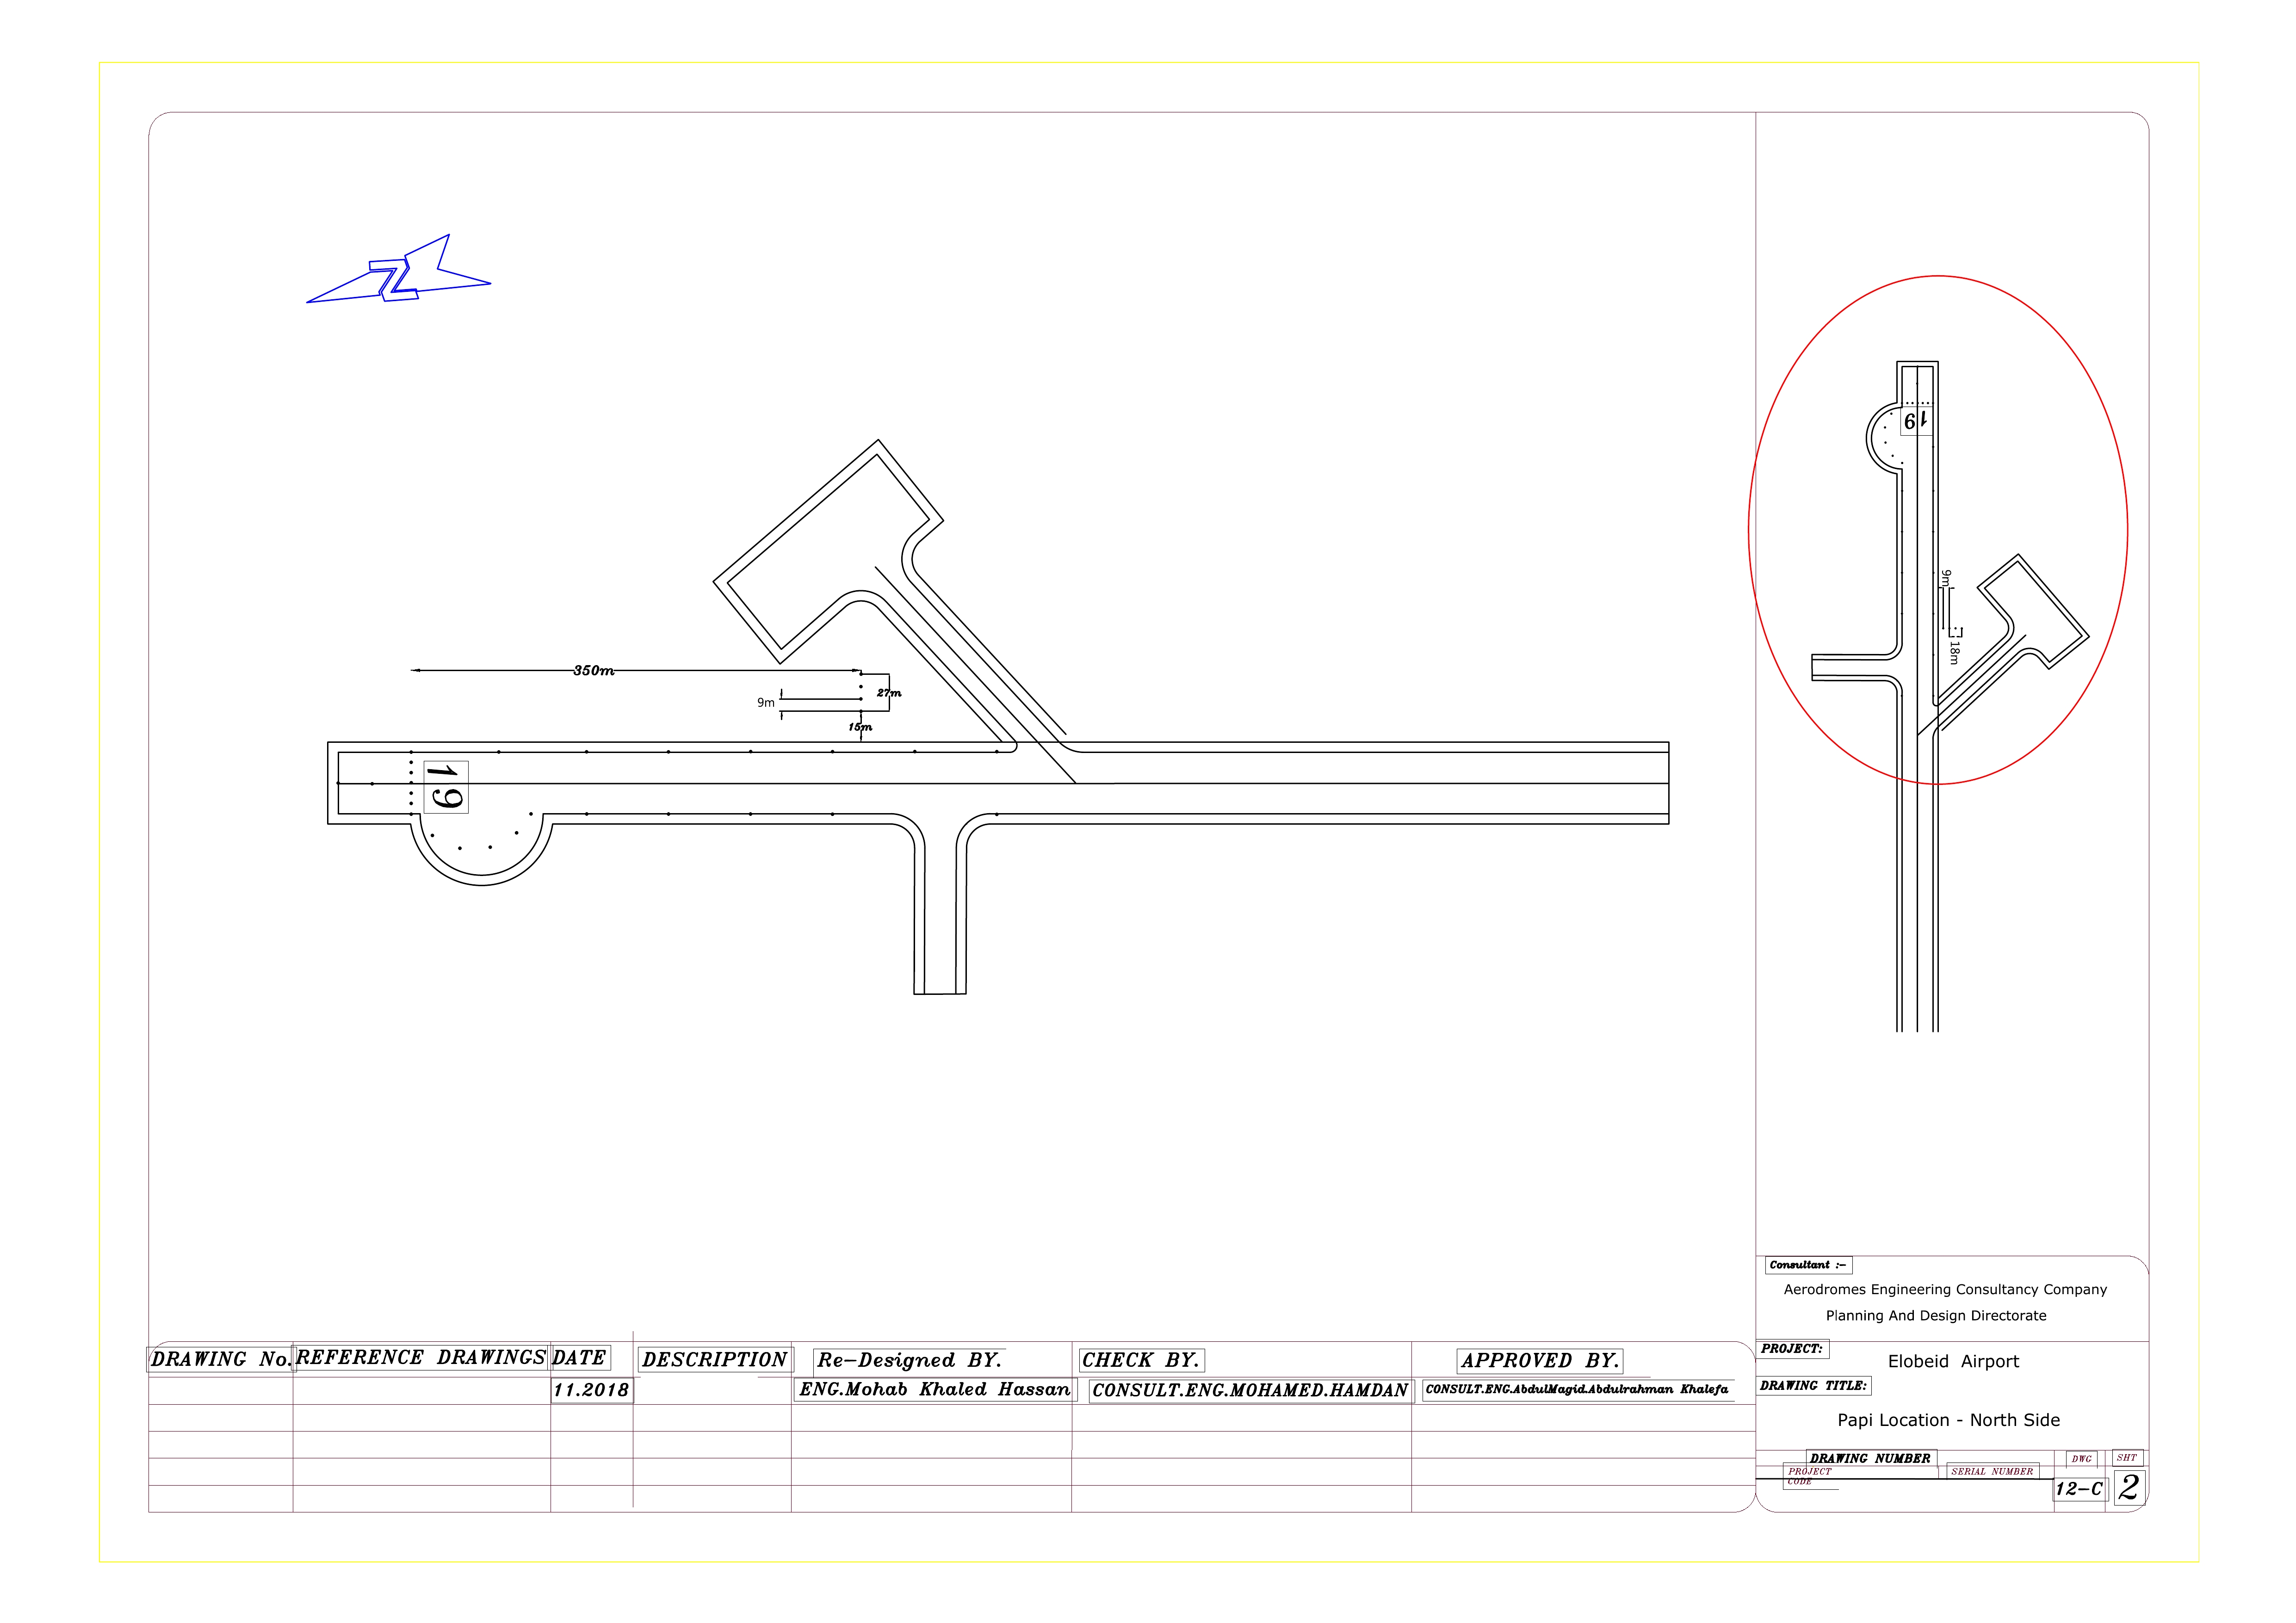 350m
9m
27m
15m
19
19
9m
18m
Consultant :-
Aerodromes Engineering Consultancy Company
Planning And Design Directorate
PROJECT:
Elobeid Airport
DRAWING TITLE:
Papi Location - North Side
DRAWING NUMBER
DWG
SHT
PROJECT CODE
SERIAL NUMBER
12-C
2
DRAWING No.
REFERENCE DRAWINGS
DATE
DESCRIPTION
Re-Designed BY.
CHECK BY.
APPROVED BY.
11.2018
ENG.Mohab Khaled Hassan
CONSULT.ENG.MOHAMED.HAMDAN
CONSULT.ENG.AbdulMagid.Abdulrahman Khalefa